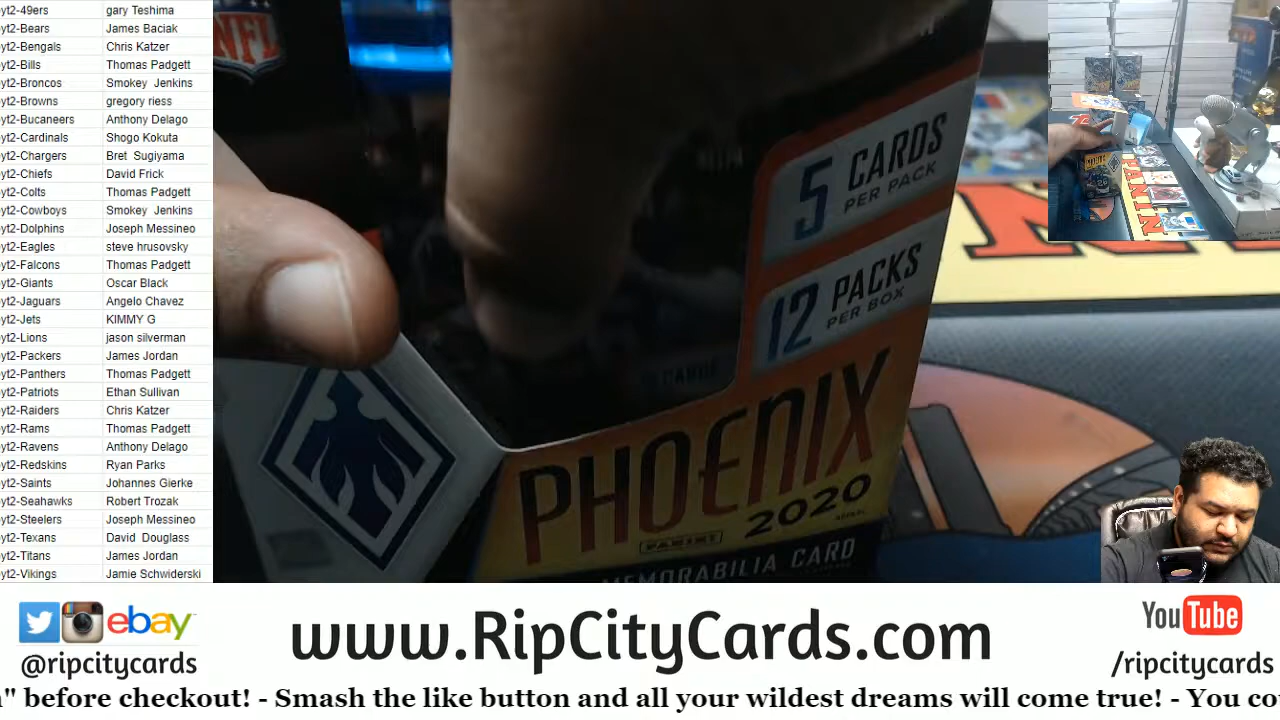 yt2-49ers gary Teshima
yt2-Bears James Baciak
yt2-Bengals Chris Katzer
yt2-Bills Thomas Padgett
yt2-Broncos Smokey Jenkins
yt2-Browns gregory riess
yt2-Bucaneers Anthony Delago
yt2-Cardinals Shogo Kokuta
yt2-Chargers Bret Sugiyama
yt2-Chiefs David Frick
yt2-Colts Thomas Padgett
yt2-Cowboys Smokey Jenkins
yt2-Dolphins Joseph Messineo
yt2-Eagles steve hrusovsky
yt2-Falcons Thomas Padgett
yt2-Giants Oscar Black
yt2-Jaguars Angelo Chavez
yt2-Jets KIMMY G
yt2-Lions jason silverman
yt2-Packers James Jordan
yt2-Panthers Thomas Padgett
yt2-Patriots Ethan Sullivan
yt2-Raiders Chris Katzer
yt2-Rams Thomas Padgett
yt2-Ravens Anthony Delago
yt2-Redskins Ryan Parks
yt2-Saints Johannes Gierke
yt2-Seahawks Robert Trozak
yt2-Steelers Joseph Messineo
yt2-Texans David Douglass
yt2-Titans James Jordan
yt2-Vikings Jamie Schwiderski
NFL
5 CARDS
PER PACK
12 PACKS
PER BOX
CARDS
PHOENIX
2020
PANINI
MEMORABILIA CARD
PANINI
ebay
@ripcitycards
www.RipCityCards.com
YouTube
/ripcitycards
" before checkout! - Smash the like button and all your wildest dreams will come true! - You co